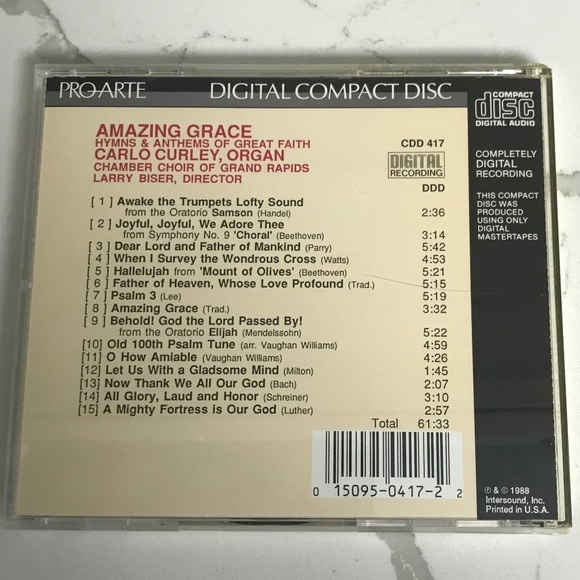 PRO-ARTE DIGITAL COMPACT DISC
COMPACT
disc
DIGITAL AUDIO
AMAZING GRACE
HYMNS & ANTHEMS OF GREAT FAITH
CARLO CURLEY, ORGAN
CHAMBER CHOIR OF GRAND RAPIDS
LARRY BISER, DIRECTOR
CDD 417
DIGITAL
RECORDING
DDD
COMPLETELY
DIGITAL
RECORDING
THIS COMPACT
DISC WAS
PRODUCED
USING ONLY
DIGITAL
MASTERTAPES
[ 1 ] Awake the Trumpets Lofty Sound
from the Oratorio Samson (Handel) 2:36
[ 2 ] Joyful, Joyful, We Adore Thee
from Symphony No. 9 'Choral' (Beethoven) 3:14
[ 3 ] Dear Lord and Father of Mankind (Parry) 5:42
[ 4 ] When I Survey the Wondrous Cross (Watts) 4:53
[ 5 ] Hallelujah from 'Mount of Olives' (Beethoven) 5:21
[ 6 ] Father of Heaven, Whose Love Profound (Trad.) 5:15
[ 7 ] Psalm 3 (Lee) 5:19
[ 8 ] Amazing Grace (Trad.) 3:32
[ 9 ] Behold! God the Lord Passed By!
from the Oratorio Elijah (Mendelssohn) 5:22
[10] Old 100th Psalm Tune (arr. Vaughan Williams) 4:59
[11] O How Amiable (Vaughan Williams) 4:26
[12] Let Us With a Gladsome Mind (Milton) 1:45
[13] Now Thank We All Our God (Bach) 2:07
[14] All Glory, Laud and Honor (Schreiner) 3:10
[15] A Mighty Fortress is Our God (Luther) 2:57
Total 61:33
0 15095-0417-2 2
℗ & © 1988
Intersound, Inc.
Printed in U.S.A.